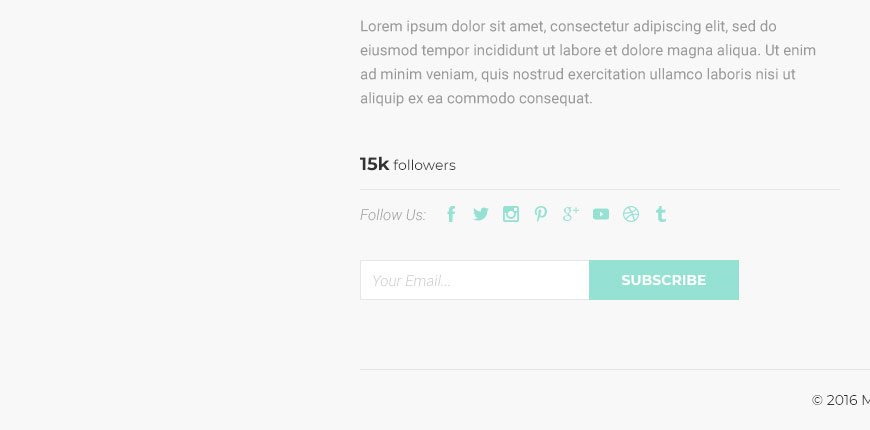 Lorem ipsum dolor sit amet, consectetur adipiscing elit, sed do
eiusmod tempor incididunt ut labore et dolore magna aliqua. Ut enim
ad minim veniam, quis nostrud exercitation ullamco laboris nisi ut
aliquip ex ea commodo consequat.
15k followers
Follow Us:
Your Email...
SUBSCRIBE
© 2016 M